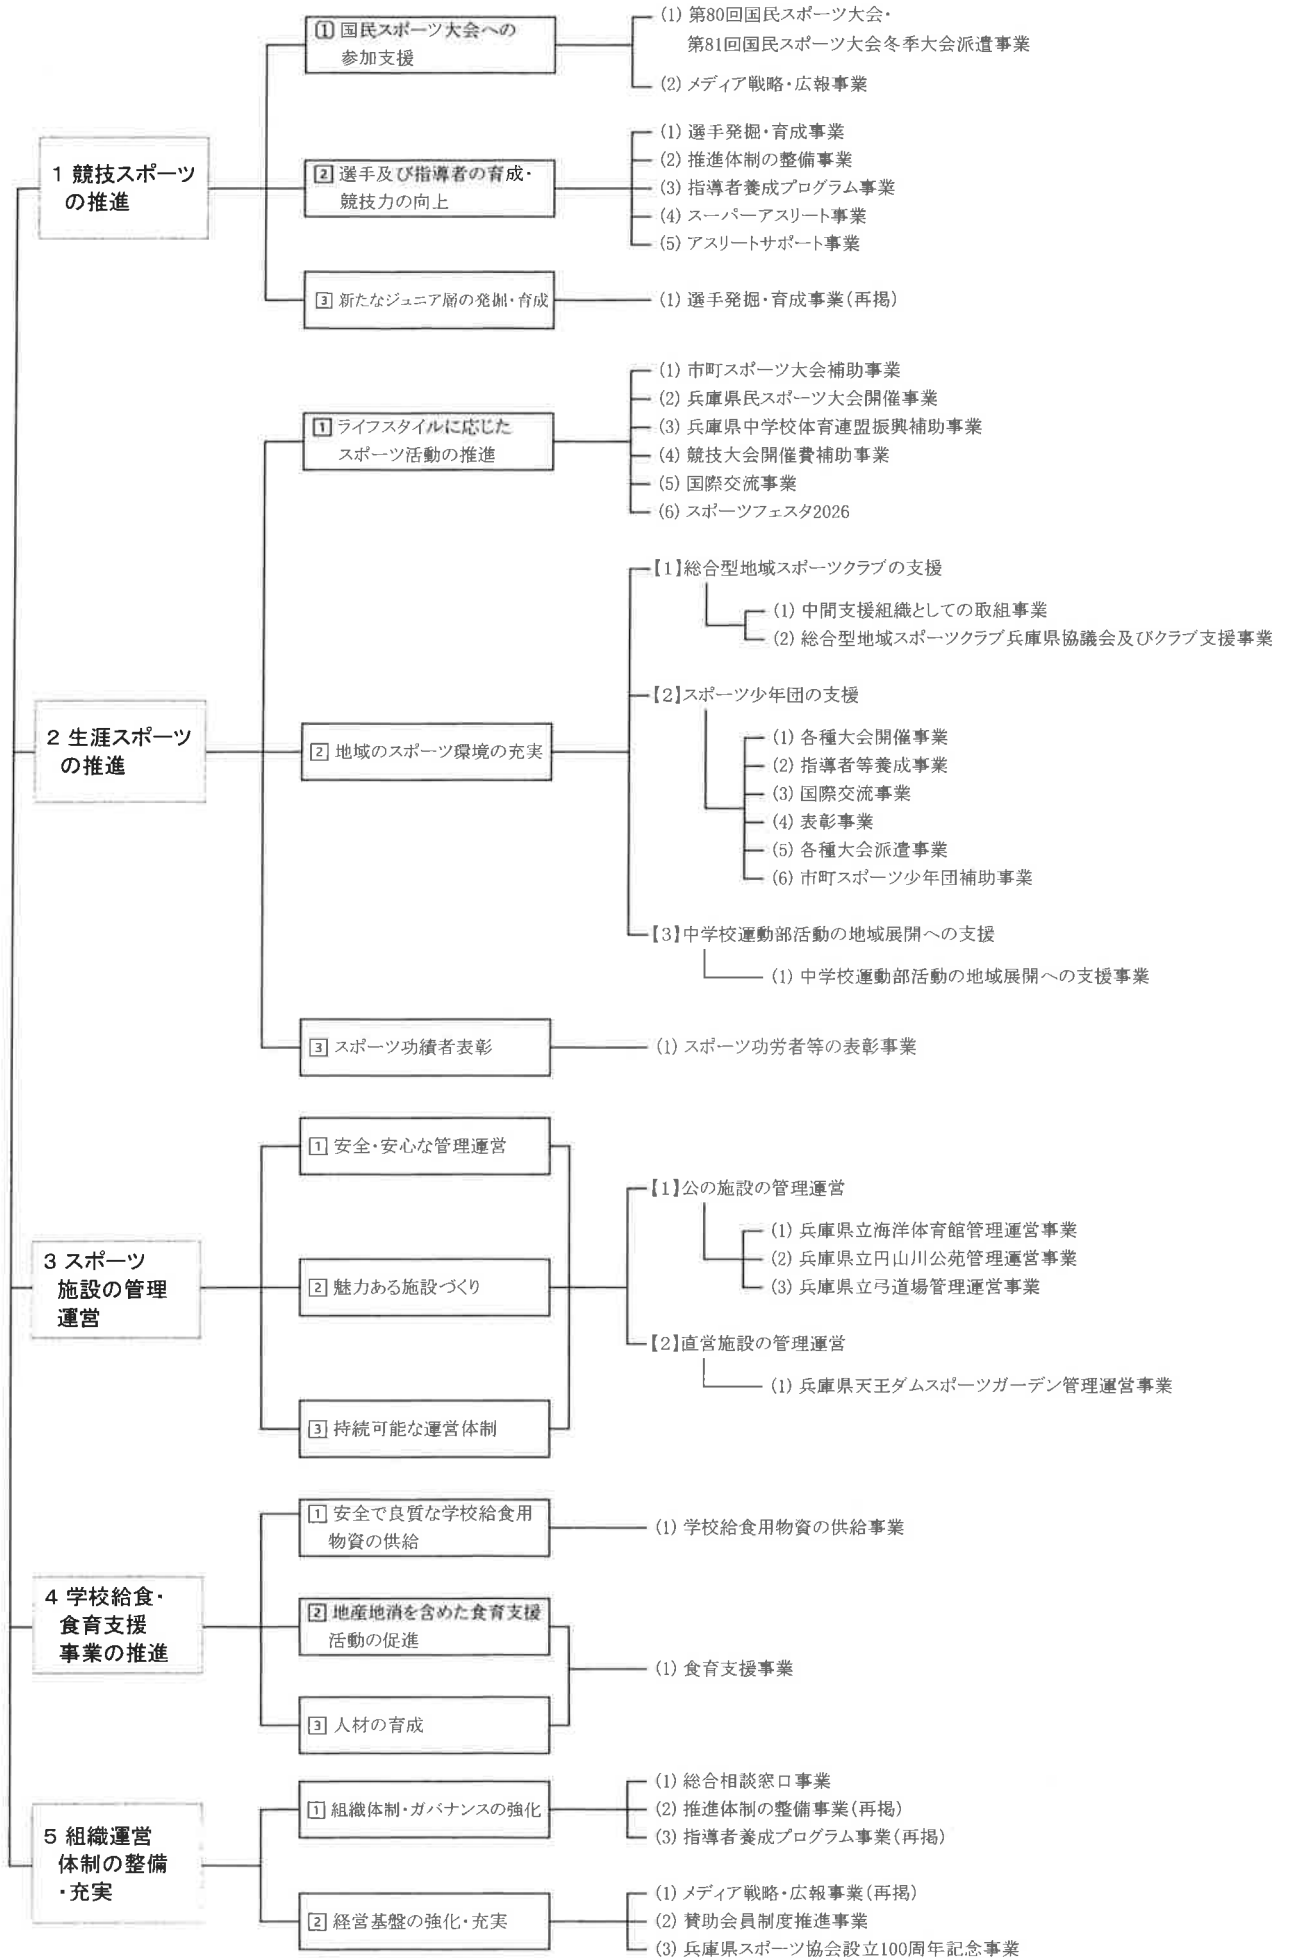 1 競技スポーツ
の推進
1 国民スポーツ大会への
参加支援
(1) 第80回国民スポーツ大会・
第81回国民スポーツ大会冬季大会派遣事業
(2) メディア戦略・広報事業
2 選手及び指導者の育成・
競技力の向上
(1) 選手発掘・育成事業
(2) 推進体制の整備事業
(3) 指導者養成プログラム事業
(4) スーパーアスリート事業
(5) アスリートサポート事業
3 新たなジュニア層の発掘・育成
(1) 選手発掘・育成事業(再掲)
2 生涯スポーツ
の推進
1 ライフスタイルに応じた
スポーツ活動の推進
(1) 市町スポーツ大会補助事業
(2) 兵庫県民スポーツ大会開催事業
(3) 兵庫県中学校体育連盟振興補助事業
(4) 競技大会開催費補助事業
(5) 国際交流事業
(6) スポーツフェスタ2026
2 地域のスポーツ環境の充実
【1】総合型地域スポーツクラブの支援
(1) 中間支援組織としての取組事業
(2) 総合型地域スポーツクラブ兵庫県協議会及びクラブ支援事業
【2】スポーツ少年団の支援
(1) 各種大会開催事業
(2) 指導者等養成事業
(3) 国際交流事業
(4) 表彰事業
(5) 各種大会派遣事業
(6) 市町スポーツ少年団補助事業
【3】中学校運動部活動の地域展開への支援
(1) 中学校運動部活動の地域展開への支援事業
3 スポーツ功績者表彰
(1) スポーツ功労者等の表彰事業
3 スポーツ
施設の管理
運営
1 安全・安心な管理運営
2 魅力ある施設づくり
3 持続可能な運営体制
【1】公の施設の管理運営
(1) 兵庫県立海洋体育館管理運営事業
(2) 兵庫県立円山川公苑管理運営事業
(3) 兵庫県立弓道場管理運営事業
【2】直営施設の管理運営
(1) 兵庫県天王ダムスポーツガーデン管理運営事業
4 学校給食・
食育支援
事業の推進
1 安全で良質な学校給食用
物資の供給
(1) 学校給食用物資の供給事業
2 地産地消を含めた食育支援
活動の促進
3 人材の育成
(1) 食育支援事業
5 組織運営
体制の整備
・充実
1 組織体制・ガバナンスの強化
(1) 総合相談窓口事業
(2) 推進体制の整備事業(再掲)
(3) 指導者養成プログラム事業(再掲)
2 経営基盤の強化・充実
(1) メディア戦略・広報事業(再掲)
(2) 賛助会員制度推進事業
(3) 兵庫県スポーツ協会設立100周年記念事業